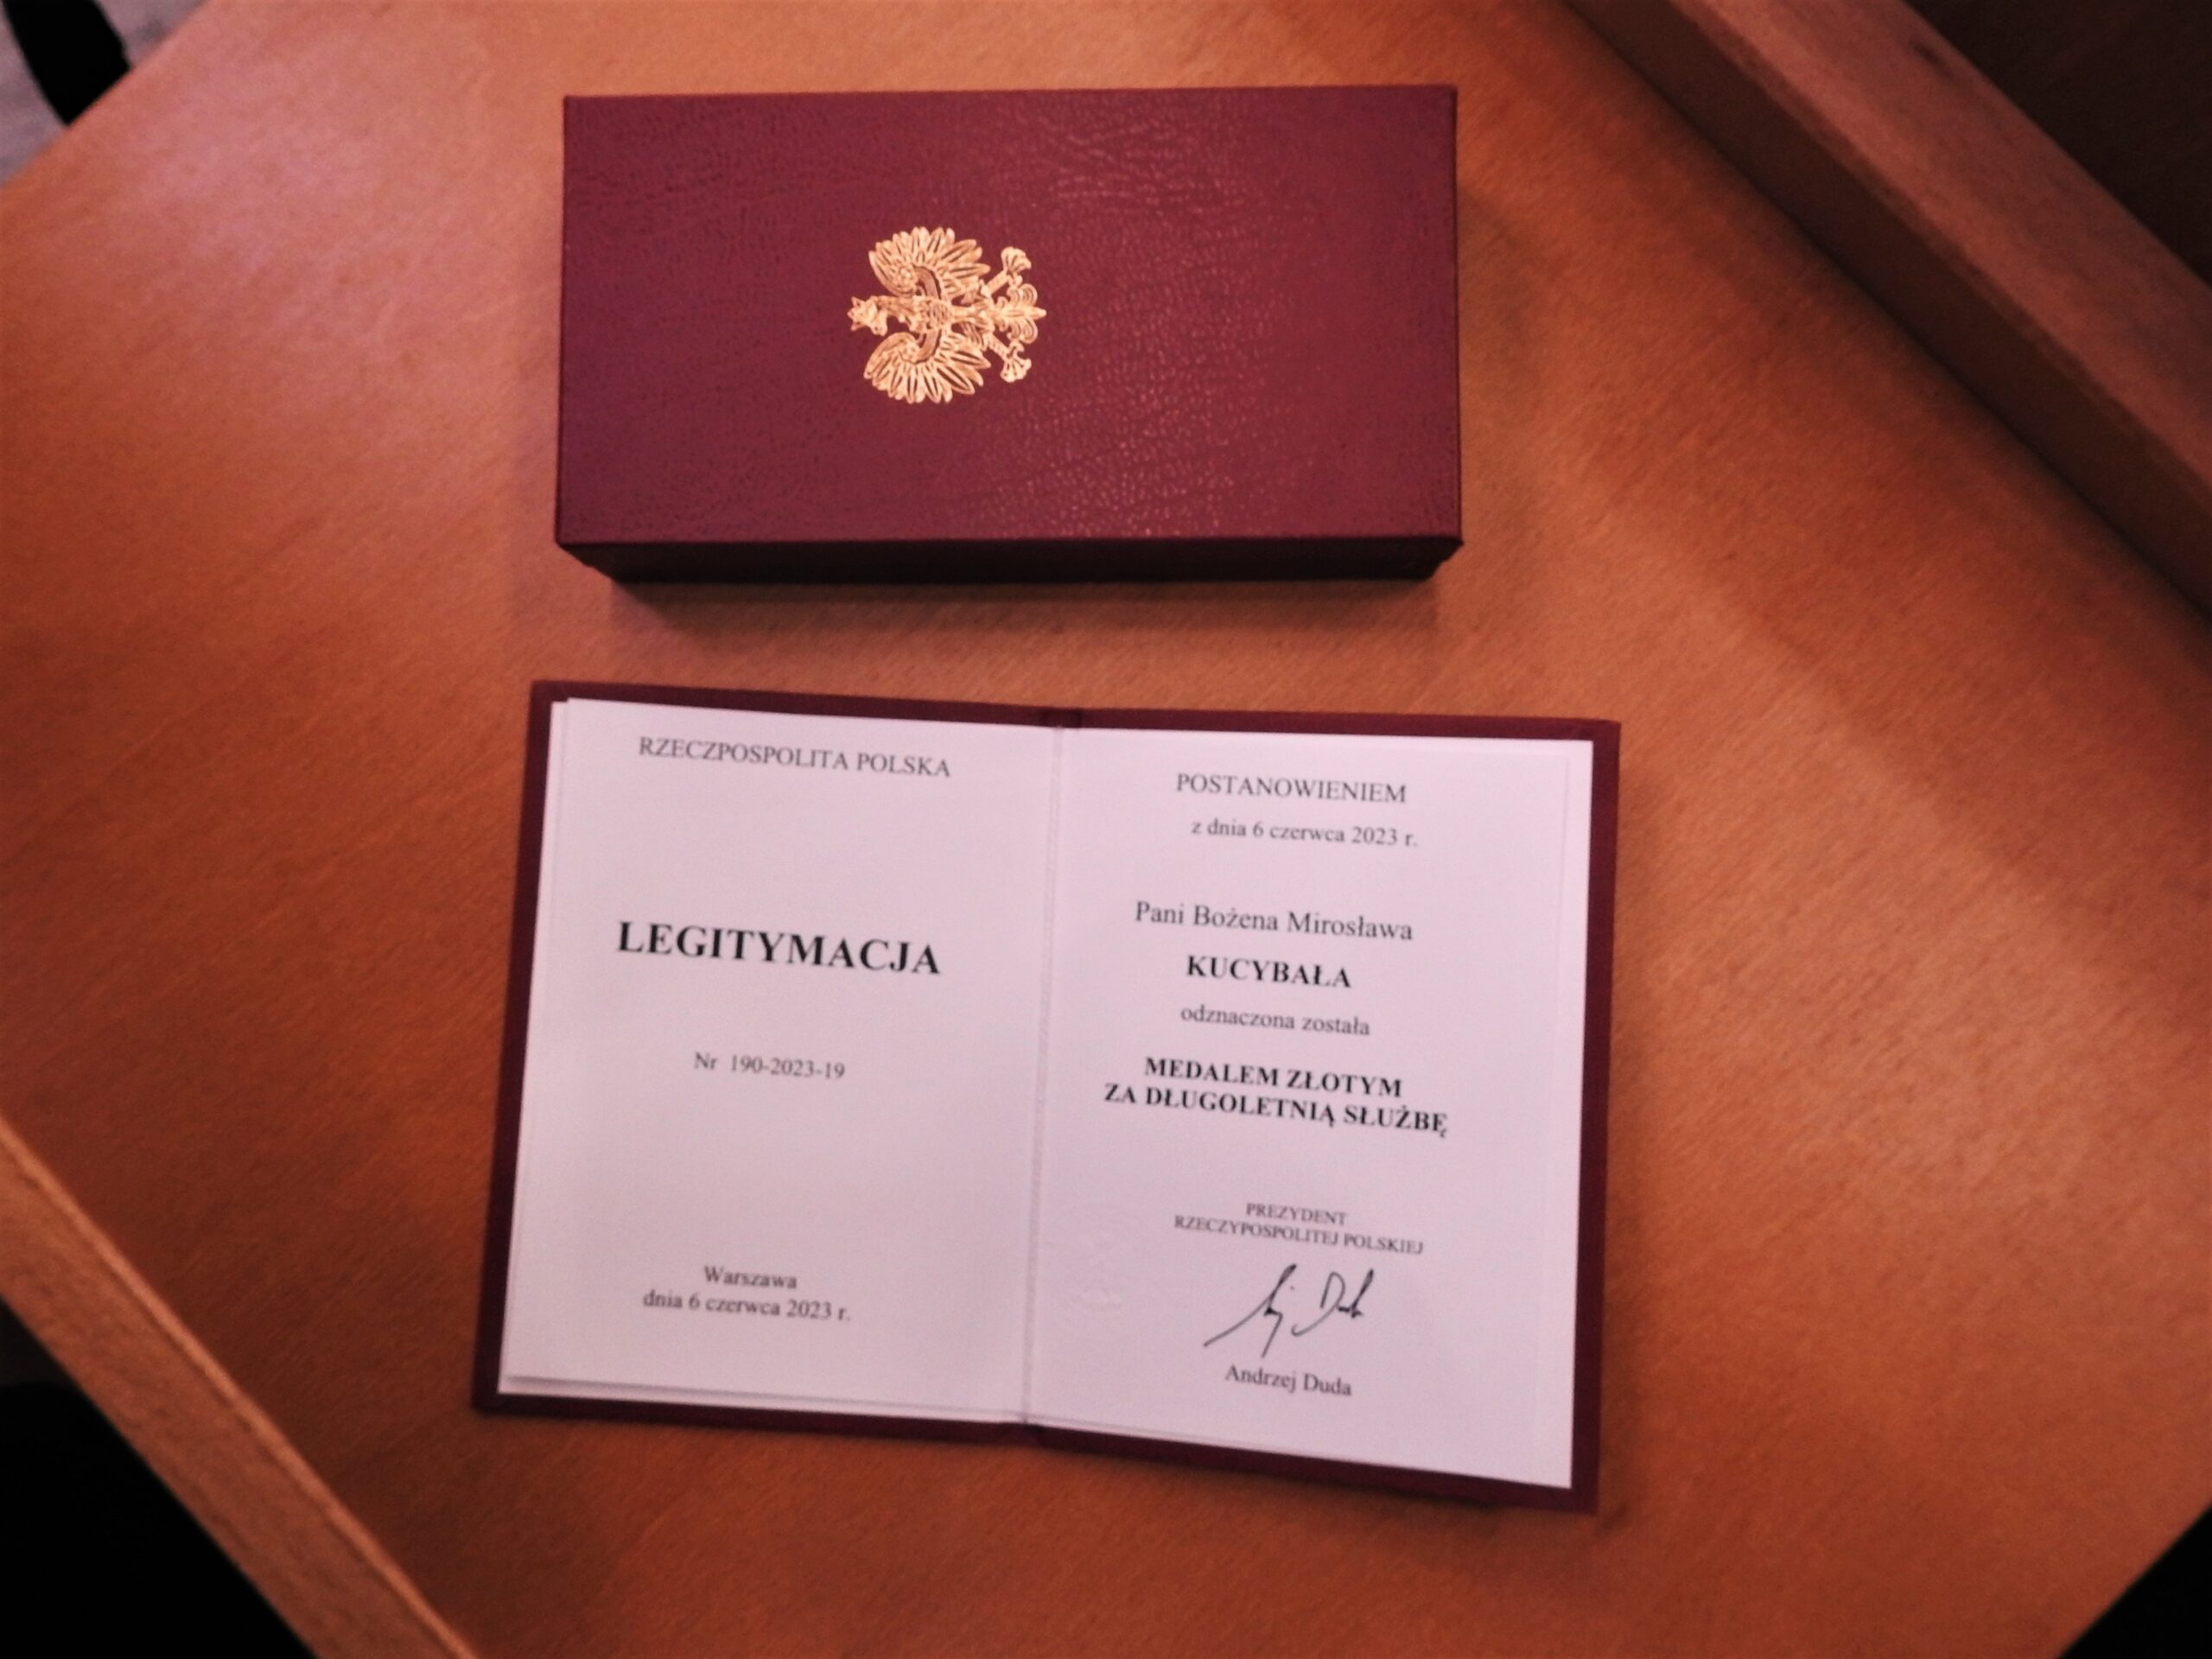 RZECZPOSPOLITA POLSKA
LEGITYMACJA
Nr 190-2023-19
Warszawa
dnia 6 czerwca 2023 r.
POSTANOWIENIEM
z dnia 6 czerwca 2023 r.
Pani Bożena Mirosława
KUCYBAŁA
odznaczona została
MEDALEM ZŁOTYM
ZA DŁUGOLETNIĄ SŁUŻBĘ
PREZYDENT
RZECZYPOSPOLITEJ POLSKIEJ
Andrzej Duda